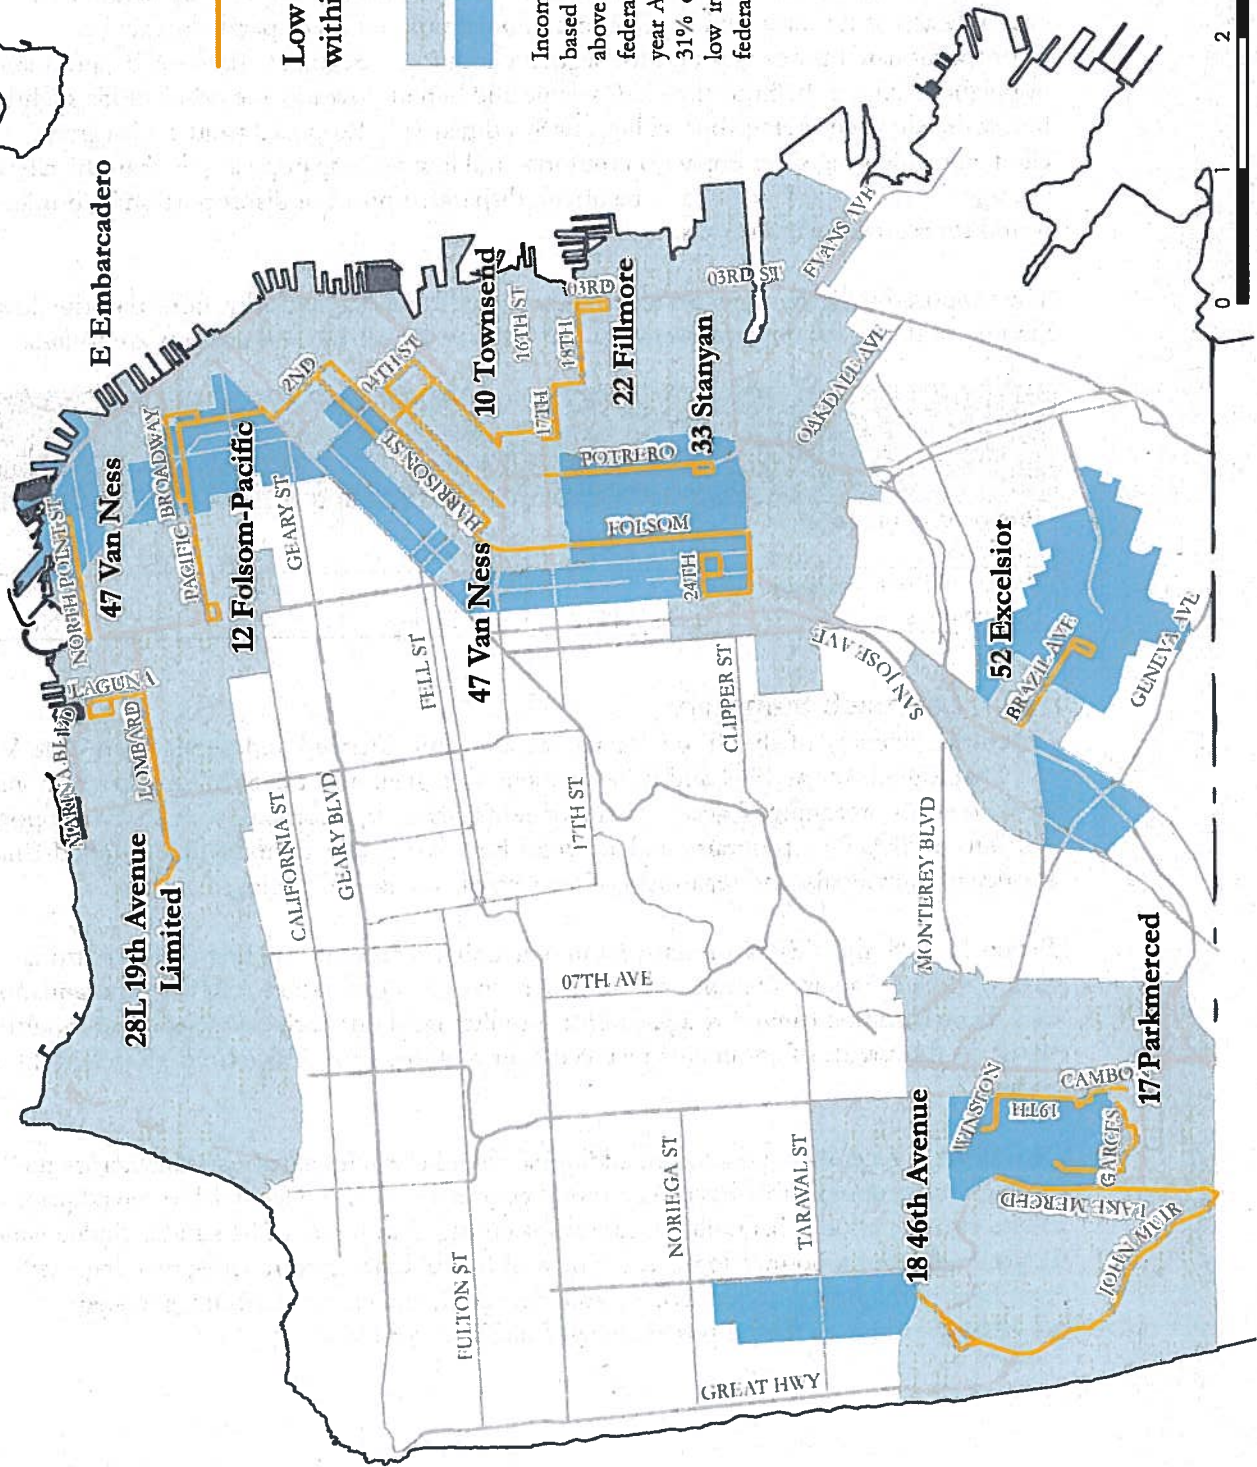 E Embarcadero
Low
withi
Incom
based
above
federa
year A
31%
low in
federa
NORTH POINT ST
47 Van Ness
BROADWAY
PACIFIC
12 Folsom-Pacific
GEARY ST
2ND
04TH ST
HARRISON ST
10 Townsend
16TH ST
03RD
18TH
17TH
22 Fillmore
03RD ST
EVANS AVE
33 Stanyan
POTRERO
OAKDALE AVE
FOLSOM
24TH
47 Van Ness
LAGUNA
MARINA BLVD
LOMBARD
28L 19th Avenue
Limited
CALIFORNIA ST
GEARY BLVD
FELL ST
17TH ST
CLIPPER ST
SAN JOSE AVE
52 Excelsior
BRAZIL AVE
GENEVA AVE
MONTEREY BLVD
07TH AVE
FULTON ST
NORIEGA ST
TARAVAL ST
GREAT HWY
18 46th Avenue
WINSTON
19TH
CAMBO
GARCES
17 Parkmerced
LAKE MERCED
JOHN MUIR
0
1
2